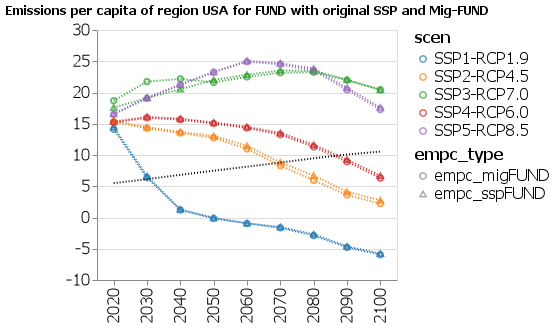 Emissions per capita of region USA for FUND with original SSP and Mig-FUND
30
25
20
15
10
5
0
-5
-10
2020
2030
2040
2050
2060
2070
2080
2090
2100
scen
SSP1-RCP1.9
SSP2-RCP4.5
SSP3-RCP7.0
SSP4-RCP6.0
SSP5-RCP8.5
empc_type
empc_migFUND
empc_sspFUND